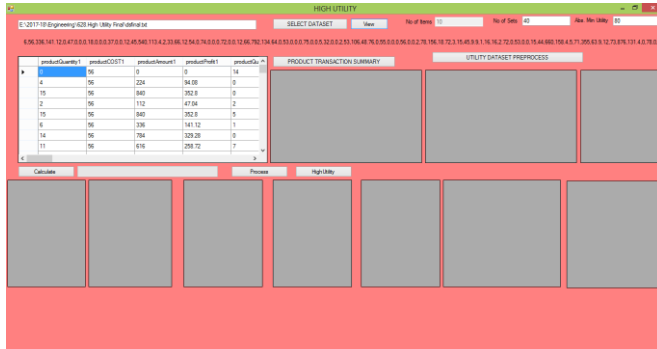 HIGH UTILITY
E:\2017-18\Engineering\628.High Utility Final\dafinal.txt
SELECT DATASET
View
No of Items
10
No of Sets
40
Abs. Min Utility
80
productQuantity1 productCOST1 productAmount1 productProfit1 productQu
0 56 0 0 14
4 56 224 94.08 0
15 56 840 352.8 0
2 56 112 47.04 2
15 56 840 352.8 5
6 56 336 141.12 1
14 56 784 329.28 0
11 56 616 258.72 7
PRODUCT TRANSACTION SUMMARY
UTILITY DATASET PREPROCESS
Calculate
Process
High Utility